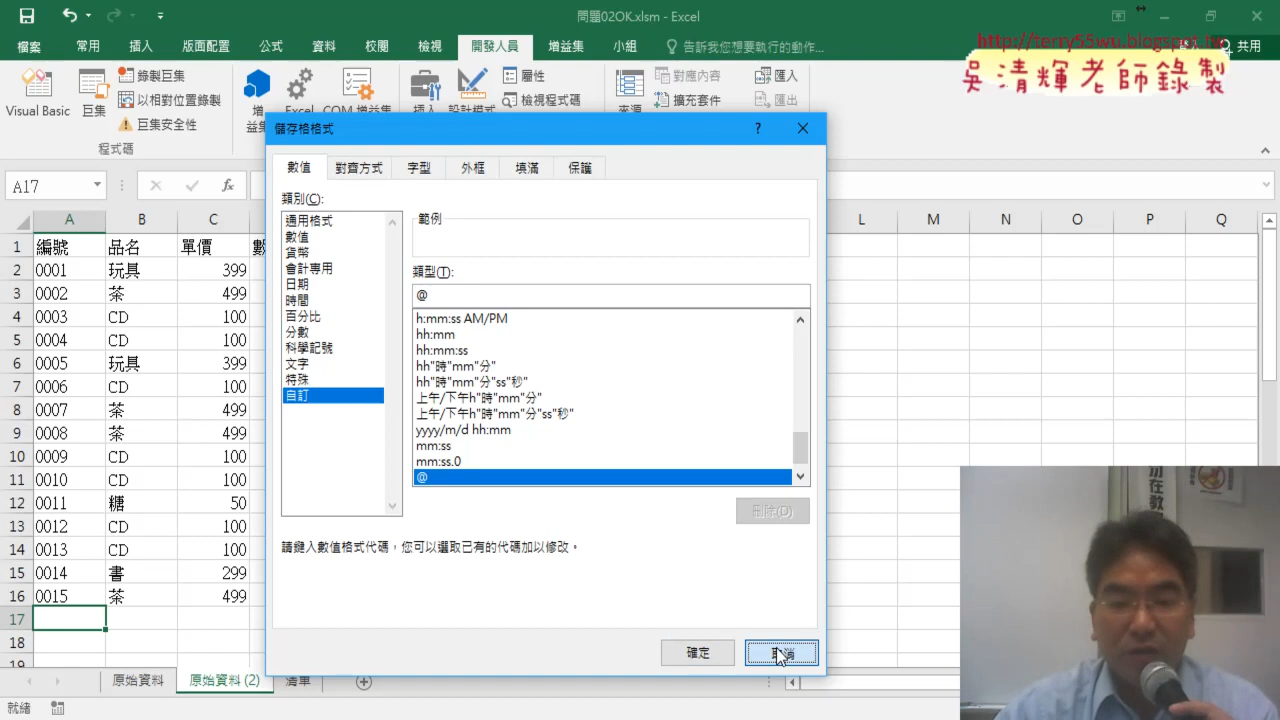 問題02OK.xlsm - Excel
http://terry55wu.blogspot.tw
檔案 常用 插入 版面配置 公式 資料 校閱 檢視 開發人員 增益集 小組 告訴我您想要執行的動作... 共用
吳清輝老師錄製
Visual Basic 巨集 錄製巨集 以相對位置錄製 巨集安全性
屬性 檢視程式碼
對應內容 擴充套件 匯入 匯出
程式碼
儲存格格式 ?
數值 對齊方式 字型 外框 填滿 保護
A17
類別(C):
通用格式
數值
貨幣
會計專用
日期
時間
百分比
分數
科學記號
文字
特殊
自訂
範例
類型(T):
@
h:mm:ss AM/PM
hh:mm
hh:mm:ss
hh"時"mm"分"
hh"時"mm"分"ss"秒"
上午/下午h"時"mm"分"
上午/下午h"時"mm"分"ss"秒"
yyyy/m/d hh:mm
mm:ss
mm:ss.0
@
刪除(D)
請鍵入數值格式代碼，您可以選取已有的代碼加以修改。
確定 取消
A B C L M N O P Q
1 編號 品名 單價
2 0001 玩具 399
3 0002 茶 499
4 0003 CD 100
5 0004 CD 100
6 0005 玩具 399
7 0006 CD 100
8 0007 茶 499
9 0008 茶 499
10 0009 CD 100
11 0010 CD 100
12 0011 糖 50
13 0012 CD 100
14 0013 CD 100
15 0014 書 299
16 0015 茶 499
17
18
19
原始資料 原始資料 (2) 清單
就緒